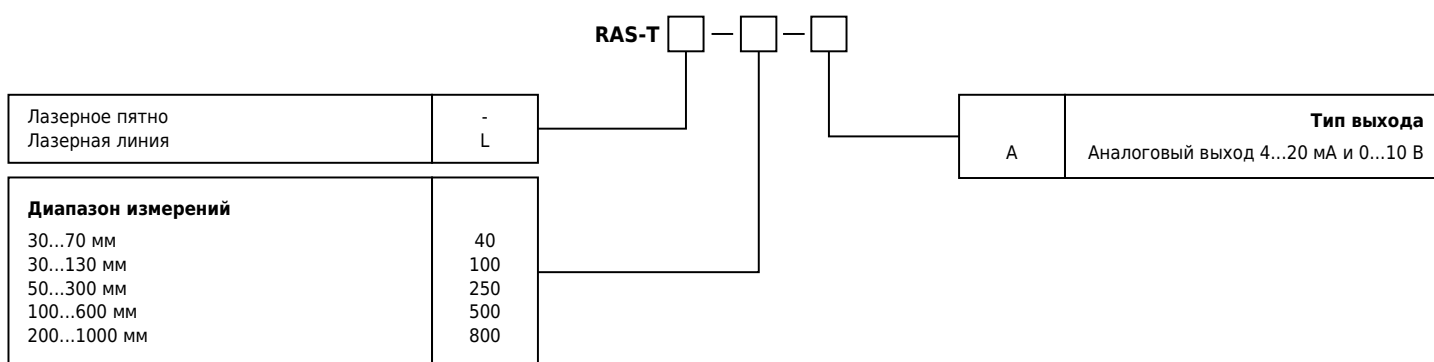 RAS-T — —
Лазерное пятно -
Лазерная линия L
Диапазон измерений
30...70 мм 40
30...130 мм 100
50...300 мм 250
100...600 мм 500
200...1000 мм 800
Тип выхода
A Аналоговый выход 4...20 мА и 0...10 В